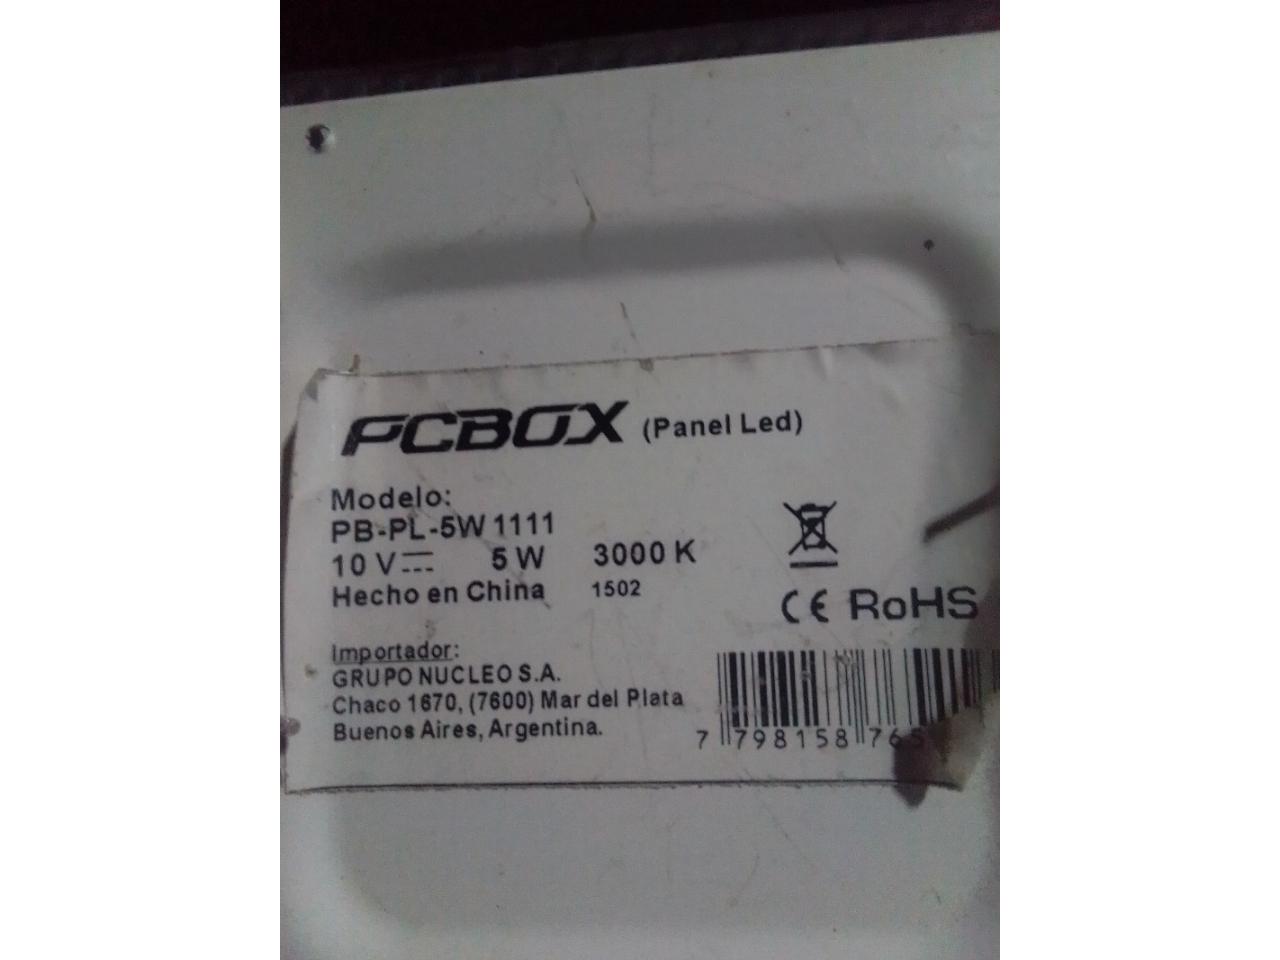 PCBOX (Panel Led)
Modelo:
PB-PL-5W 1111
10 V 5 W 3000 K
Hecho en China 1502
CE RoHS
Importador:
GRUPO NUCLEO S.A.
Chaco 1670, (7600) Mar del Plata
Buenos Aires, Argentina.
7 798158